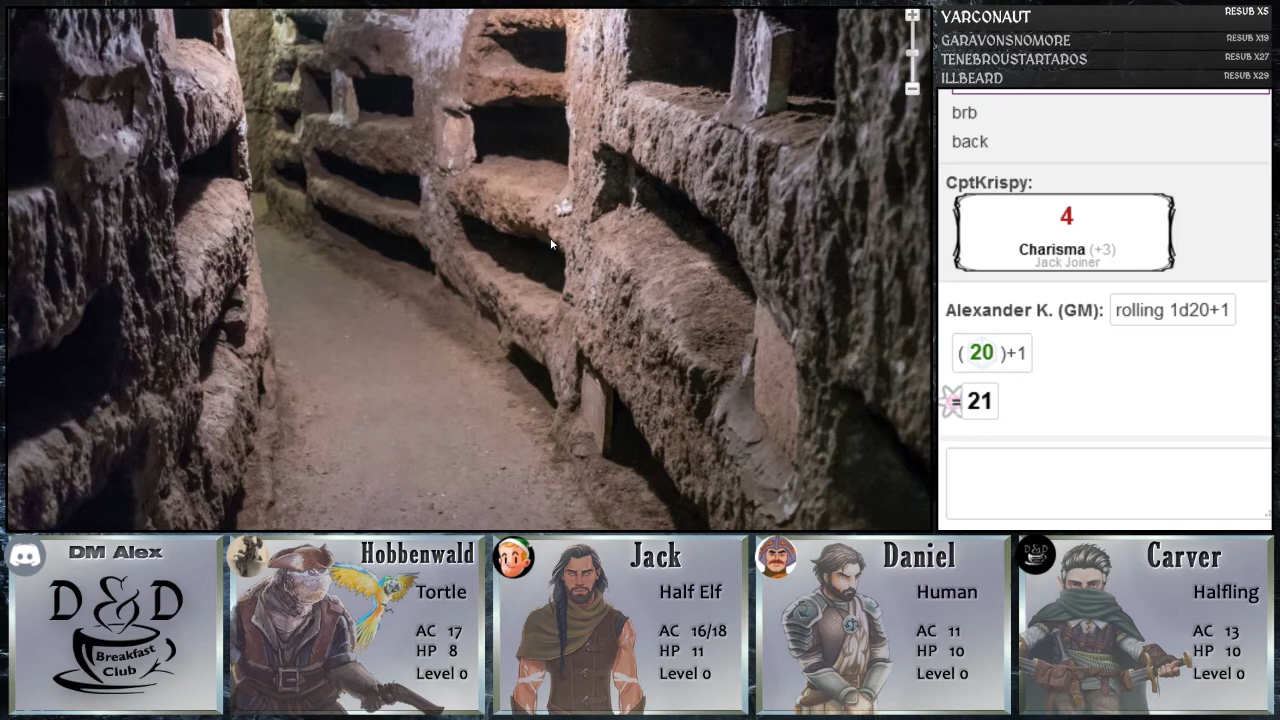 YARCONAUT RESUB X5
GARAVONSNOMORE RESUB X19
TENEBROUSTARTAROS RESUB X27
ILLBEARD RESUB X29
brb
back
CptKrispy:
4
Charisma (+3)
Jack Joiner
Alexander K. (GM): rolling 1d20+1
( 20 )+1
= 21
DM Alex
D & D
Breakfast
Club
Hobbenwald
Tortle
AC 17
HP 8
Level 0
Jack
Half Elf
AC 16/18
HP 11
Level 0
Daniel
Human
AC 11
HP 10
Level 0
D&D
Carver
Halfling
AC 13
HP 10
Level 0